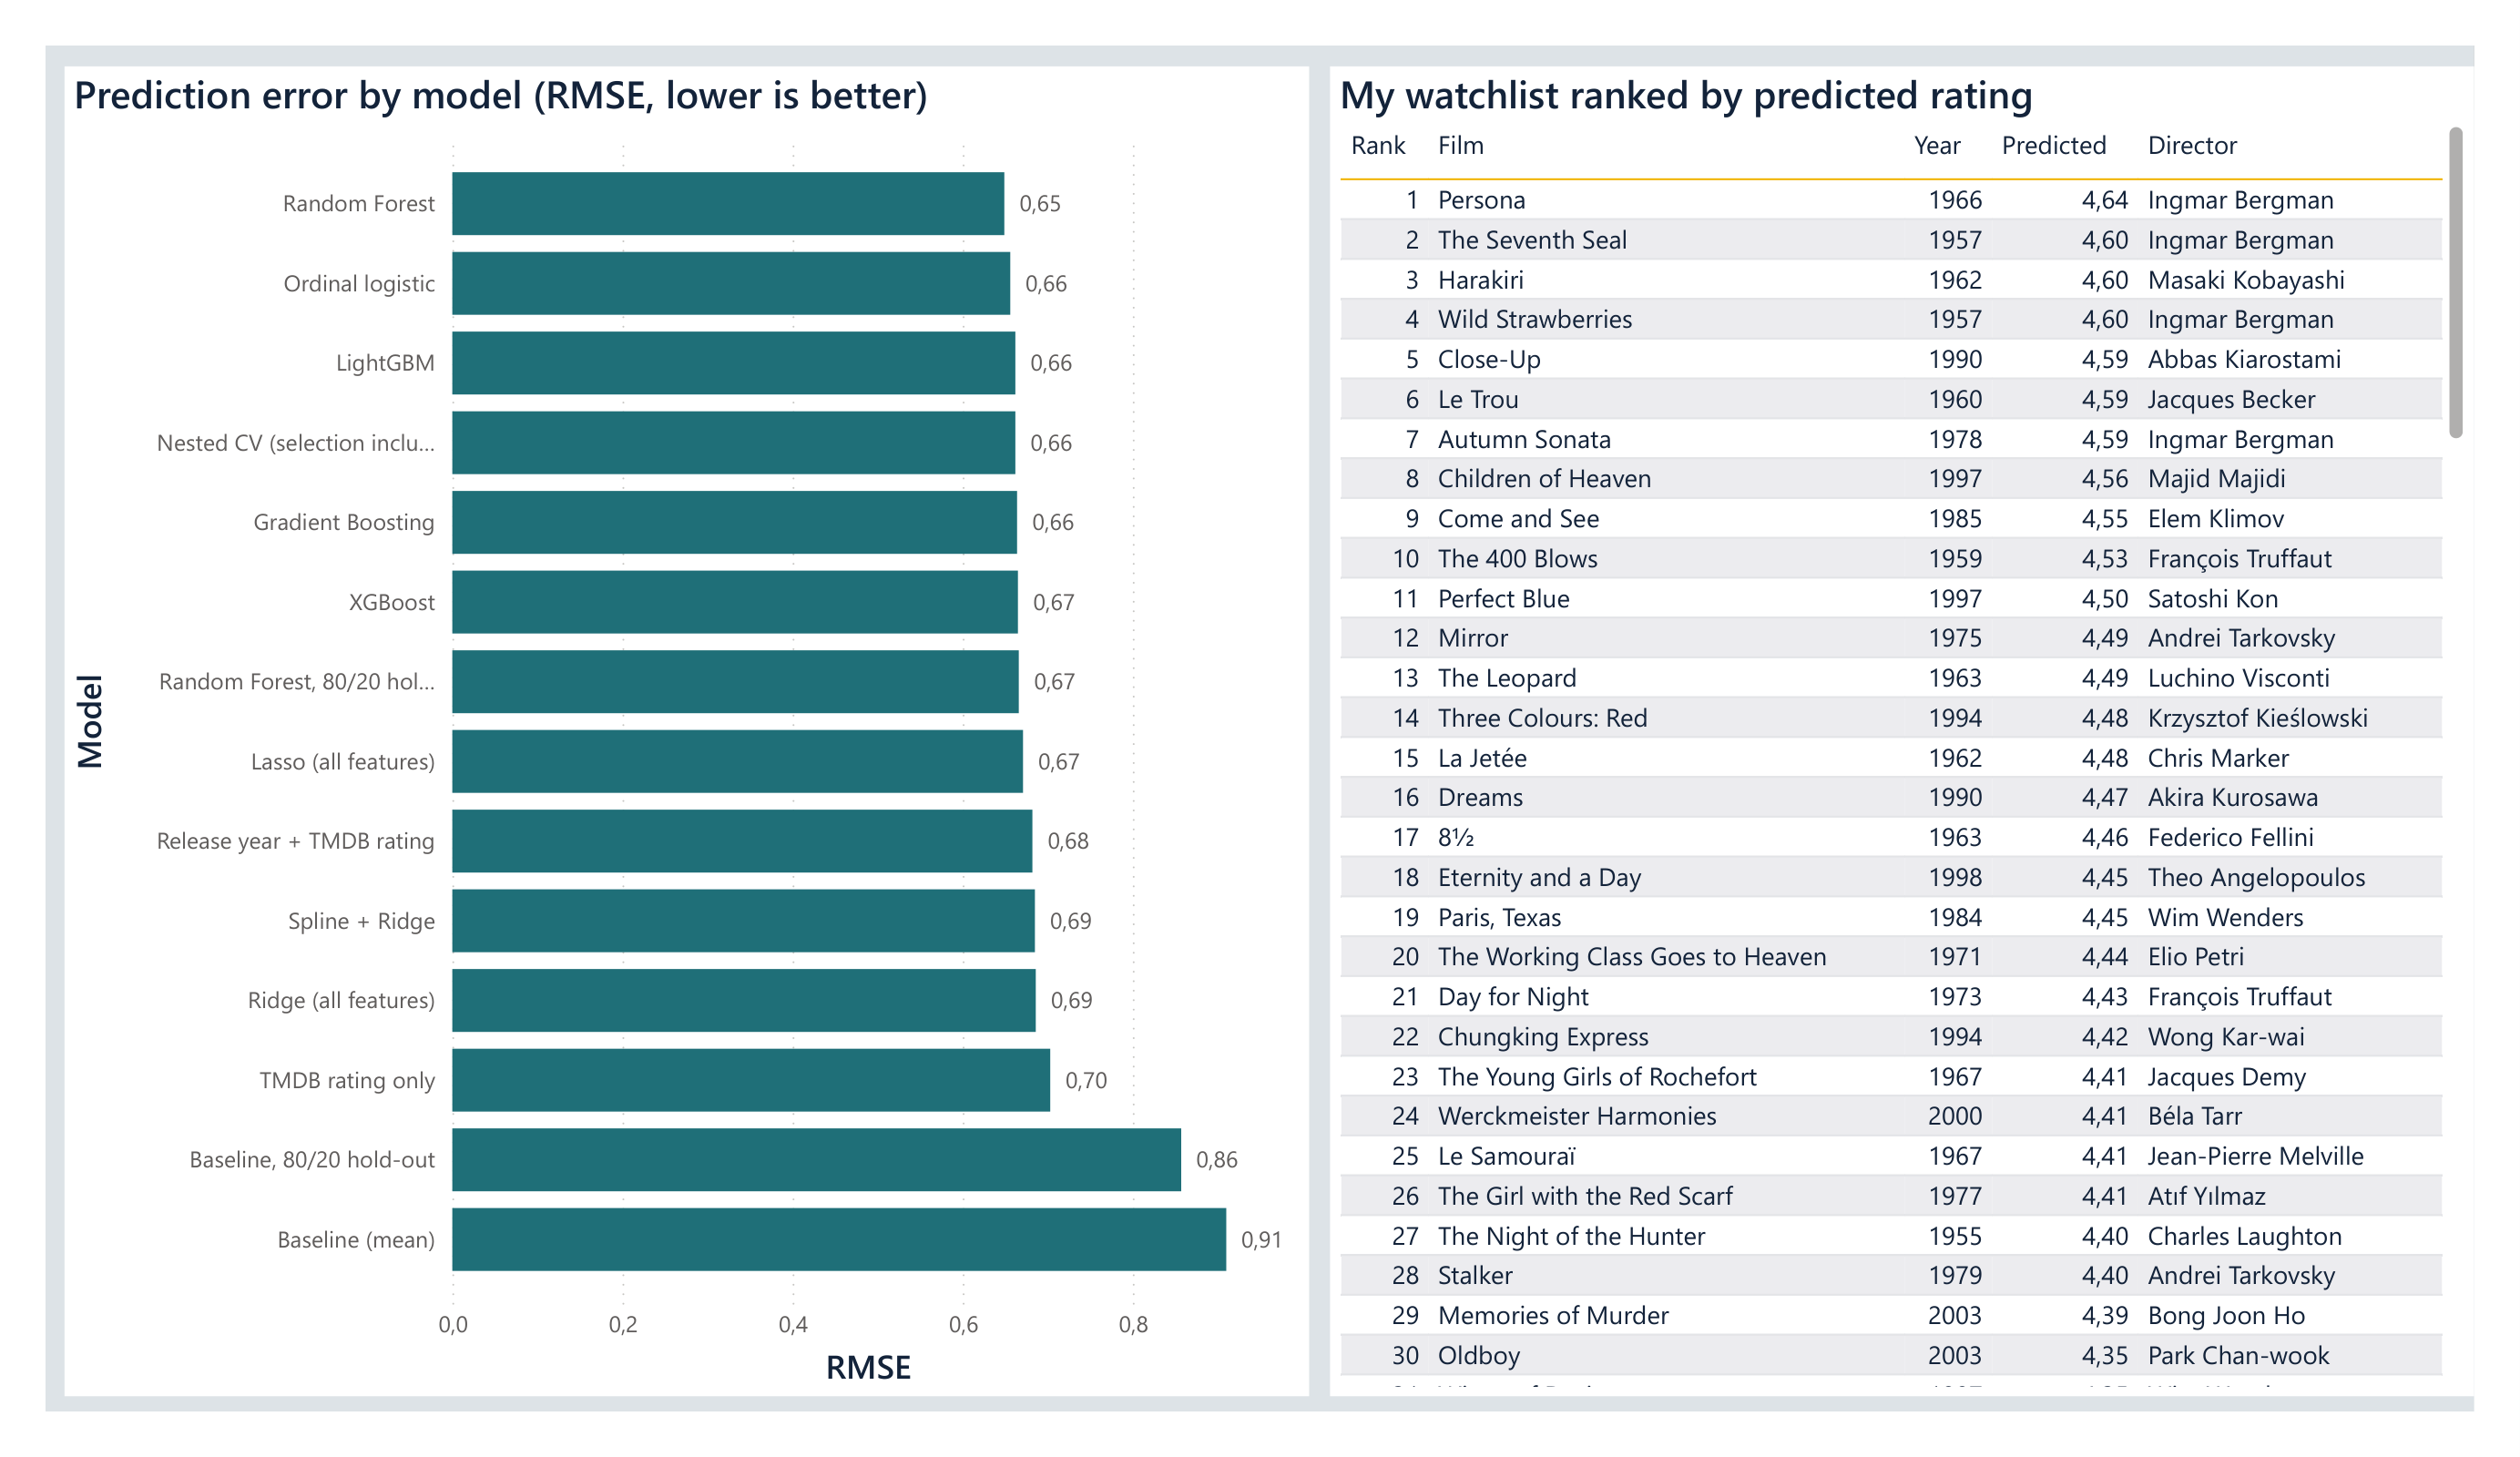 Prediction error by model (RMSE, lower is better)
Model
Random Forest 0,65
Ordinal logistic 0,66
LightGBM 0,66
Nested CV (selection inclu... 0,66
Gradient Boosting 0,66
XGBoost 0,67
Random Forest, 80/20 hol... 0,67
Lasso (all features) 0,67
Release year + TMDB rating 0,68
Spline + Ridge 0,69
Ridge (all features) 0,69
TMDB rating only 0,70
Baseline, 80/20 hold-out 0,86
Baseline (mean) 0,91
0,0 0,2 0,4 0,6 0,8
RMSE
My watchlist ranked by predicted rating
Rank Film Year Predicted Director
1 Persona 1966 4,64 Ingmar Bergman
2 The Seventh Seal 1957 4,60 Ingmar Bergman
3 Harakiri 1962 4,60 Masaki Kobayashi
4 Wild Strawberries 1957 4,60 Ingmar Bergman
5 Close-Up 1990 4,59 Abbas Kiarostami
6 Le Trou 1960 4,59 Jacques Becker
7 Autumn Sonata 1978 4,59 Ingmar Bergman
8 Children of Heaven 1997 4,56 Majid Majidi
9 Come and See 1985 4,55 Elem Klimov
10 The 400 Blows 1959 4,53 François Truffaut
11 Perfect Blue 1997 4,50 Satoshi Kon
12 Mirror 1975 4,49 Andrei Tarkovsky
13 The Leopard 1963 4,49 Luchino Visconti
14 Three Colours: Red 1994 4,48 Krzysztof Kieślowski
15 La Jetée 1962 4,48 Chris Marker
16 Dreams 1990 4,47 Akira Kurosawa
17 8½ 1963 4,46 Federico Fellini
18 Eternity and a Day 1998 4,45 Theo Angelopoulos
19 Paris, Texas 1984 4,45 Wim Wenders
20 The Working Class Goes to Heaven 1971 4,44 Elio Petri
21 Day for Night 1973 4,43 François Truffaut
22 Chungking Express 1994 4,42 Wong Kar-wai
23 The Young Girls of Rochefort 1967 4,41 Jacques Demy
24 Werckmeister Harmonies 2000 4,41 Béla Tarr
25 Le Samouraï 1967 4,41 Jean-Pierre Melville
26 The Girl with the Red Scarf 1977 4,41 Atıf Yılmaz
27 The Night of the Hunter 1955 4,40 Charles Laughton
28 Stalker 1979 4,40 Andrei Tarkovsky
29 Memories of Murder 2003 4,39 Bong Joon Ho
30 Oldboy 2003 4,35 Park Chan-wook